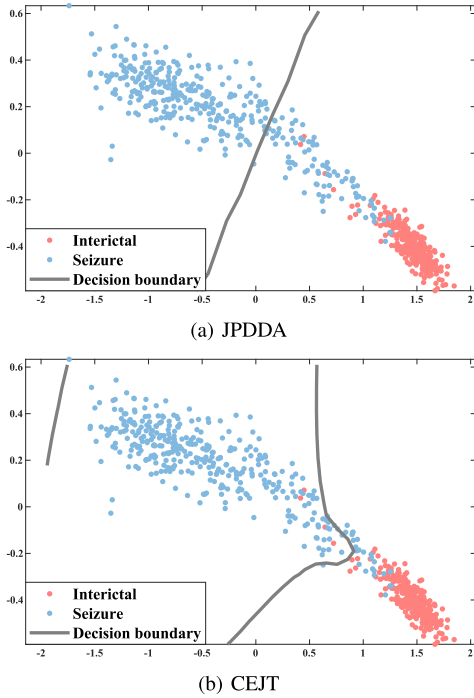 0.6
0.4
0.2
0
-0.2
-0.4
Interictal
Seizure
Decision boundary
-2 -1.5 -1 -0.5 0 0.5 1 1.5 2
(a) JPDDA
0.6
0.4
0.2
0
-0.2
-0.4
Interictal
Seizure
Decision boundary
-2 -1.5 -1 -0.5 0 0.5 1 1.5 2
(b) CEJT